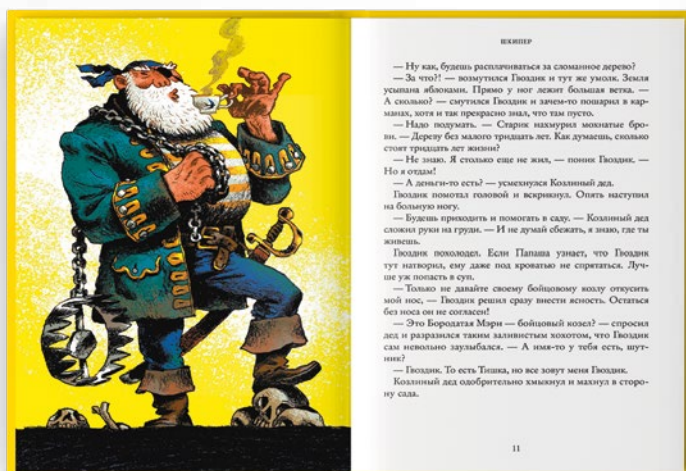 ШКИПЕР
— Ну как, будешь расплачиваться за сломанное дерево?
— За что?! — возмутился Гвоздик и тут же умолк. Земля
усыпана яблоками. Прямо у ног лежит большая ветка. —
А сколько? — смутился Гвоздик и зачем-то пошарил в кар-
манах, хотя и так прекрасно знал, что там пусто.
— Надо подумать. — Старик нахмурил мохнатые бро-
ви. — Дереву без малого тридцать лет. Как думаешь, сколько
стоят тридцать лет жизни?
— Не знаю. Я столько еще не жил, — поник Гвоздик. —
Но я отдам!
— А деньги-то есть? — усмехнулся Козлиный дед.
Гвоздик помотал головой и вскрикнул. Опять наступил
на больную ногу.
— Будешь приходить и помогать в саду. — Козлиный дед
сложил руки на груди. — И не думай сбежать, я знаю, где ты
живешь.
Гвоздик похолодел. Если Папаша узнает, что Гвоздик
тут натворил, ему даже под кроватью не спрятаться. Луч-
ше уж попасть в суп.
— Только не давайте своему бойцовому козлу откусить
мой нос, — Гвоздик решил сразу внести ясность. Остаться
без носа он не согласен!
— Это Бородатая Мэри — бойцовый козел? — спросил
дед и разразился таким заливистым хохотом, что Гвоздик
сам невольно заулыбался. — А имя-то у тебя есть, шут-
ник?
— Гвоздик. То есть Тишка, но все зовут меня Гвоздик.
Козлиный дед одобрительно хмыкнул и махнул в сторо-
ну сада.
11